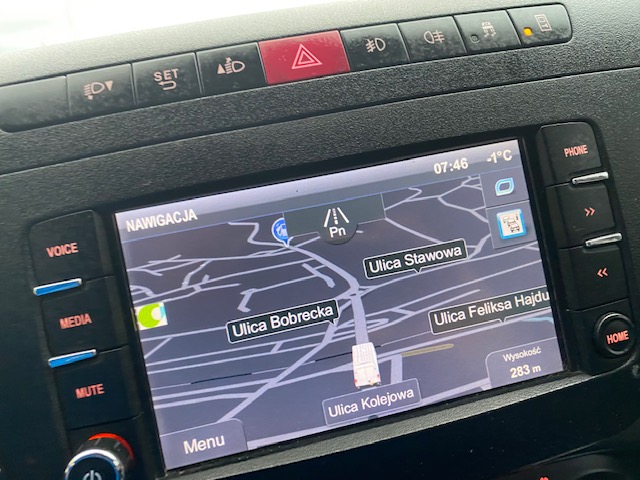 SET
07:46 -1°C
NAWIGACJA
Pn
Ulica Stawowa
Ulica Bobrecka
Ulica Feliksa Hajdu
Wysokość
283 m
Ulica Kolejowa
Menu
VOICE
MEDIA
MUTE
PHONE
HOME